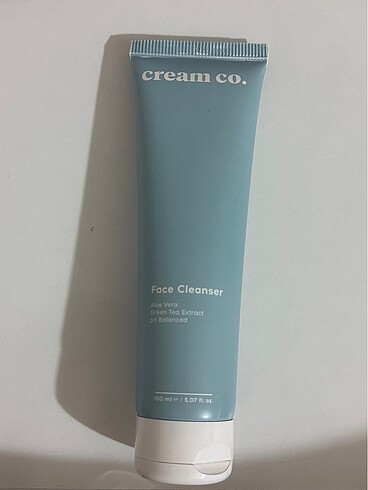 cream co.
Face Cleanser
Aloe Vera
Green Tea Extract
pH Balanced
150 ml ℮ / 5.07 fl. oz.